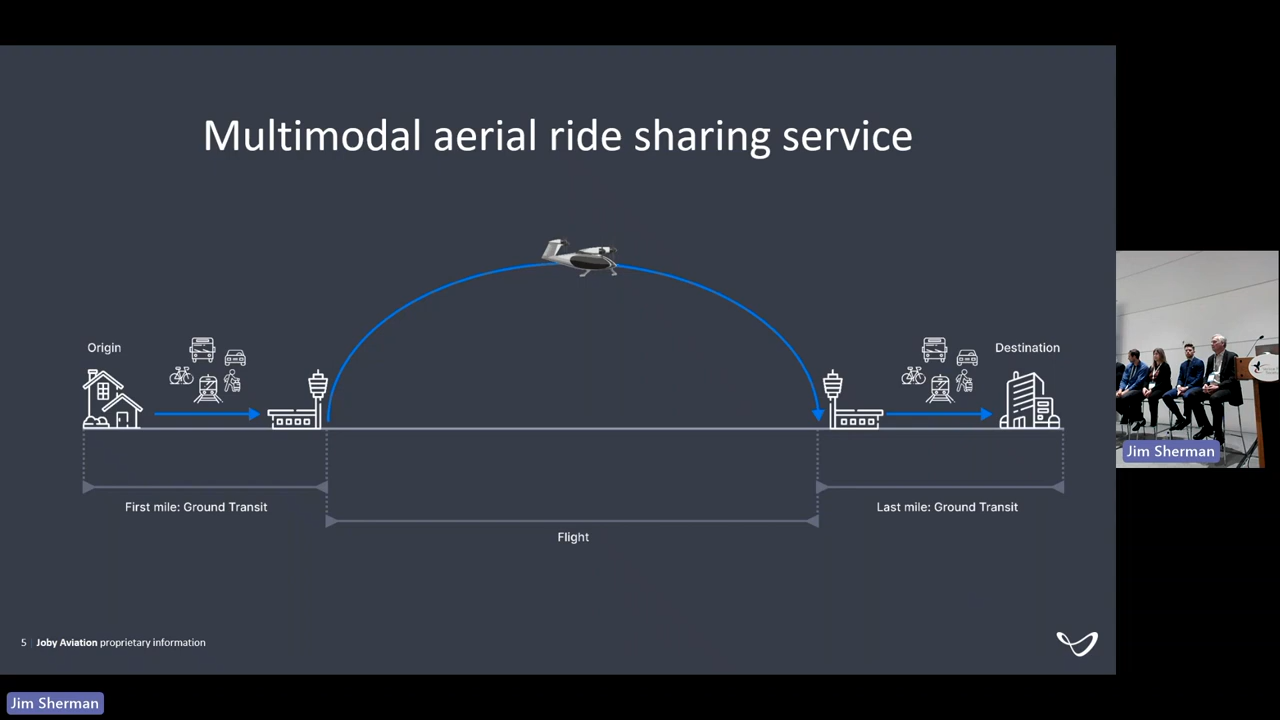 Multimodal aerial ride sharing service
Origin
Destination
First mile: Ground Transit
Last mile: Ground Transit
Flight
5 | Joby Aviation proprietary information
Jim Sherman
Jim Sherman